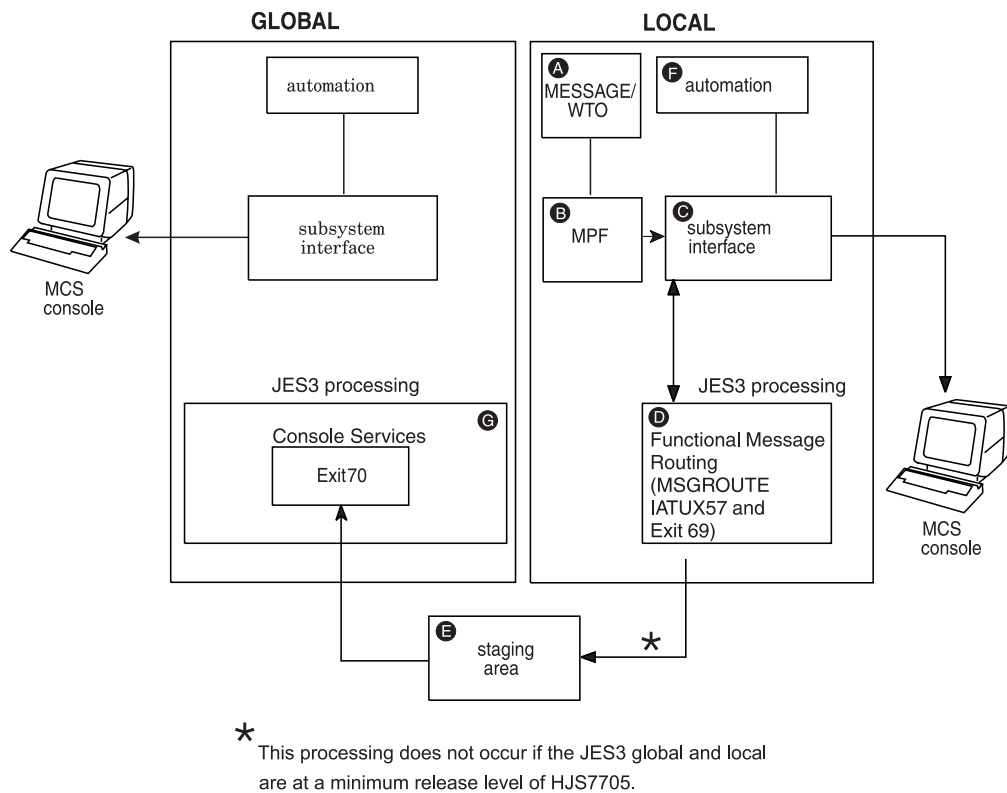 GLOBAL
automation
subsystem
interface
MCS
console
JES3 processing
G
Console Services
Exit70
LOCAL
A
MESSAGE/
WTO
F
automation
B
MPF
C
subsystem
interface
JES3 processing
D
Functional Message
Routing
(MSGROUTE
IATUX57 and
Exit 69)
MCS
console
E
staging
area
*
* This processing does not occur if the JES3 global and local
are at a minimum release level of HJS7705.